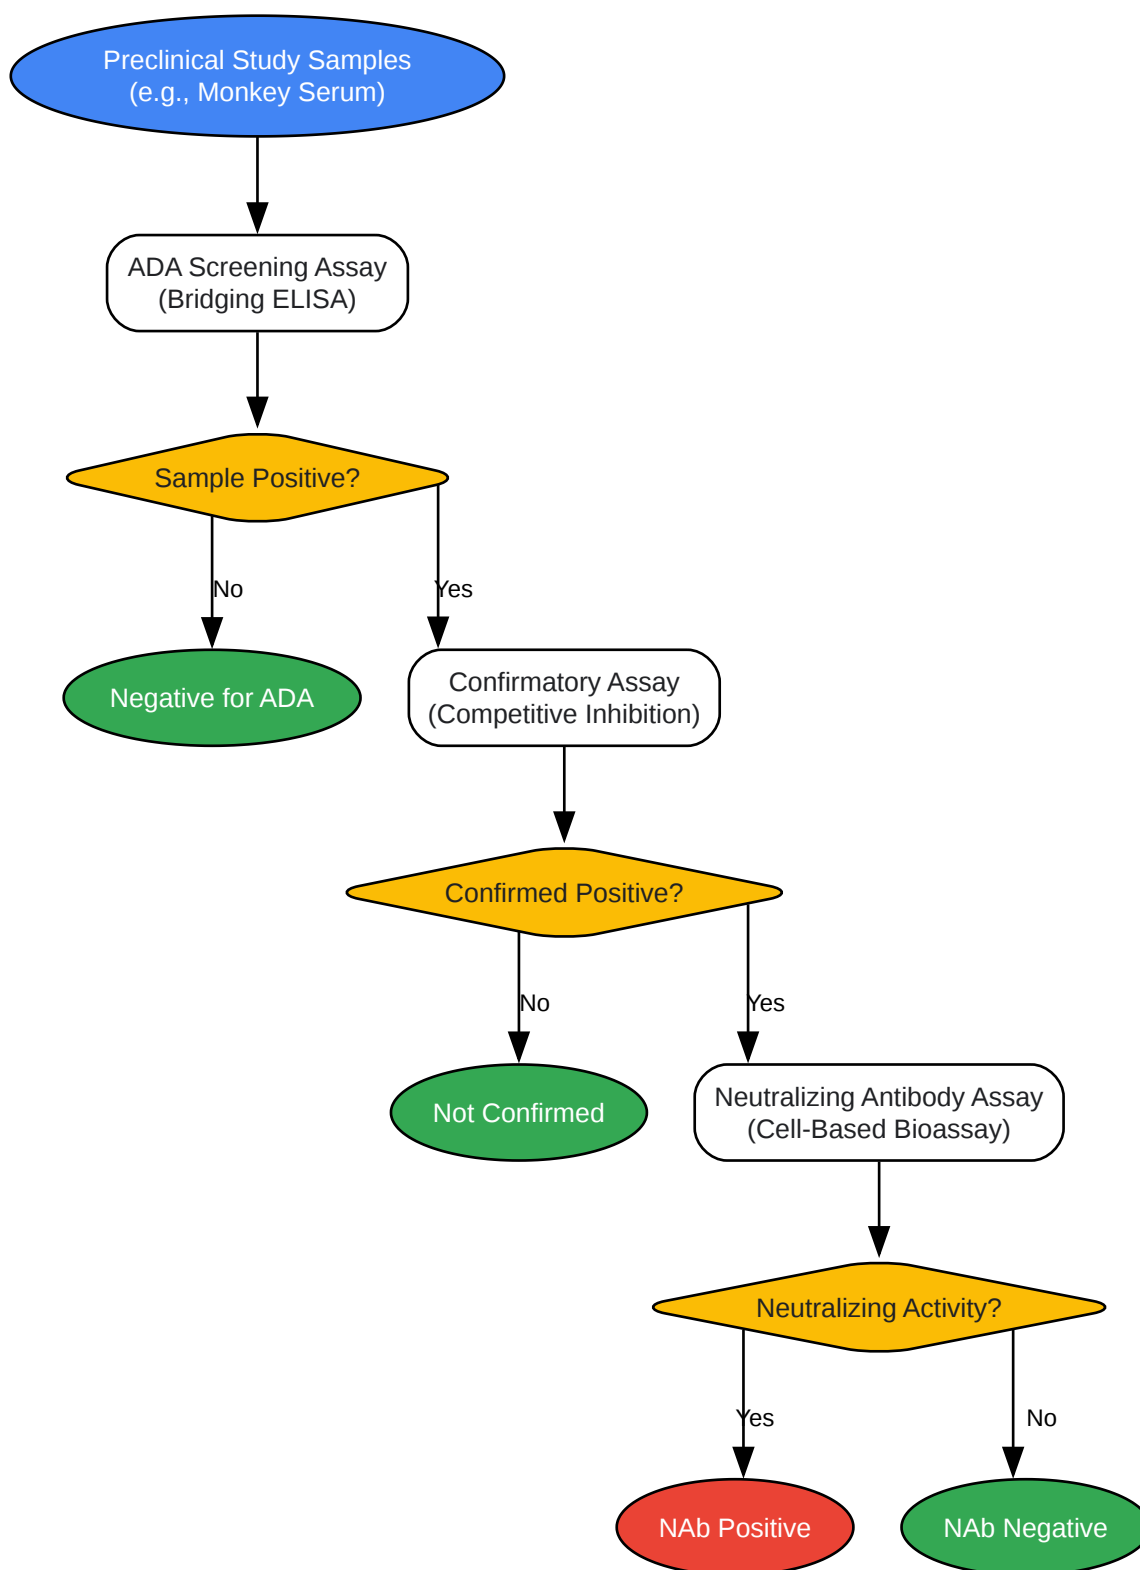 Preclinical Study Samples
(e.g., Monkey Serum)
ADA Screening Assay
(Bridging ELISA)
Sample Positive?
No
Yes
Negative for ADA
Confirmatory Assay
(Competitive Inhibition)
Confirmed Positive?
No
Yes
Not Confirmed
Neutralizing Antibody Assay
(Cell-Based Bioassay)
Neutralizing Activity?
Yes
No
NAb Positive
NAb Negative